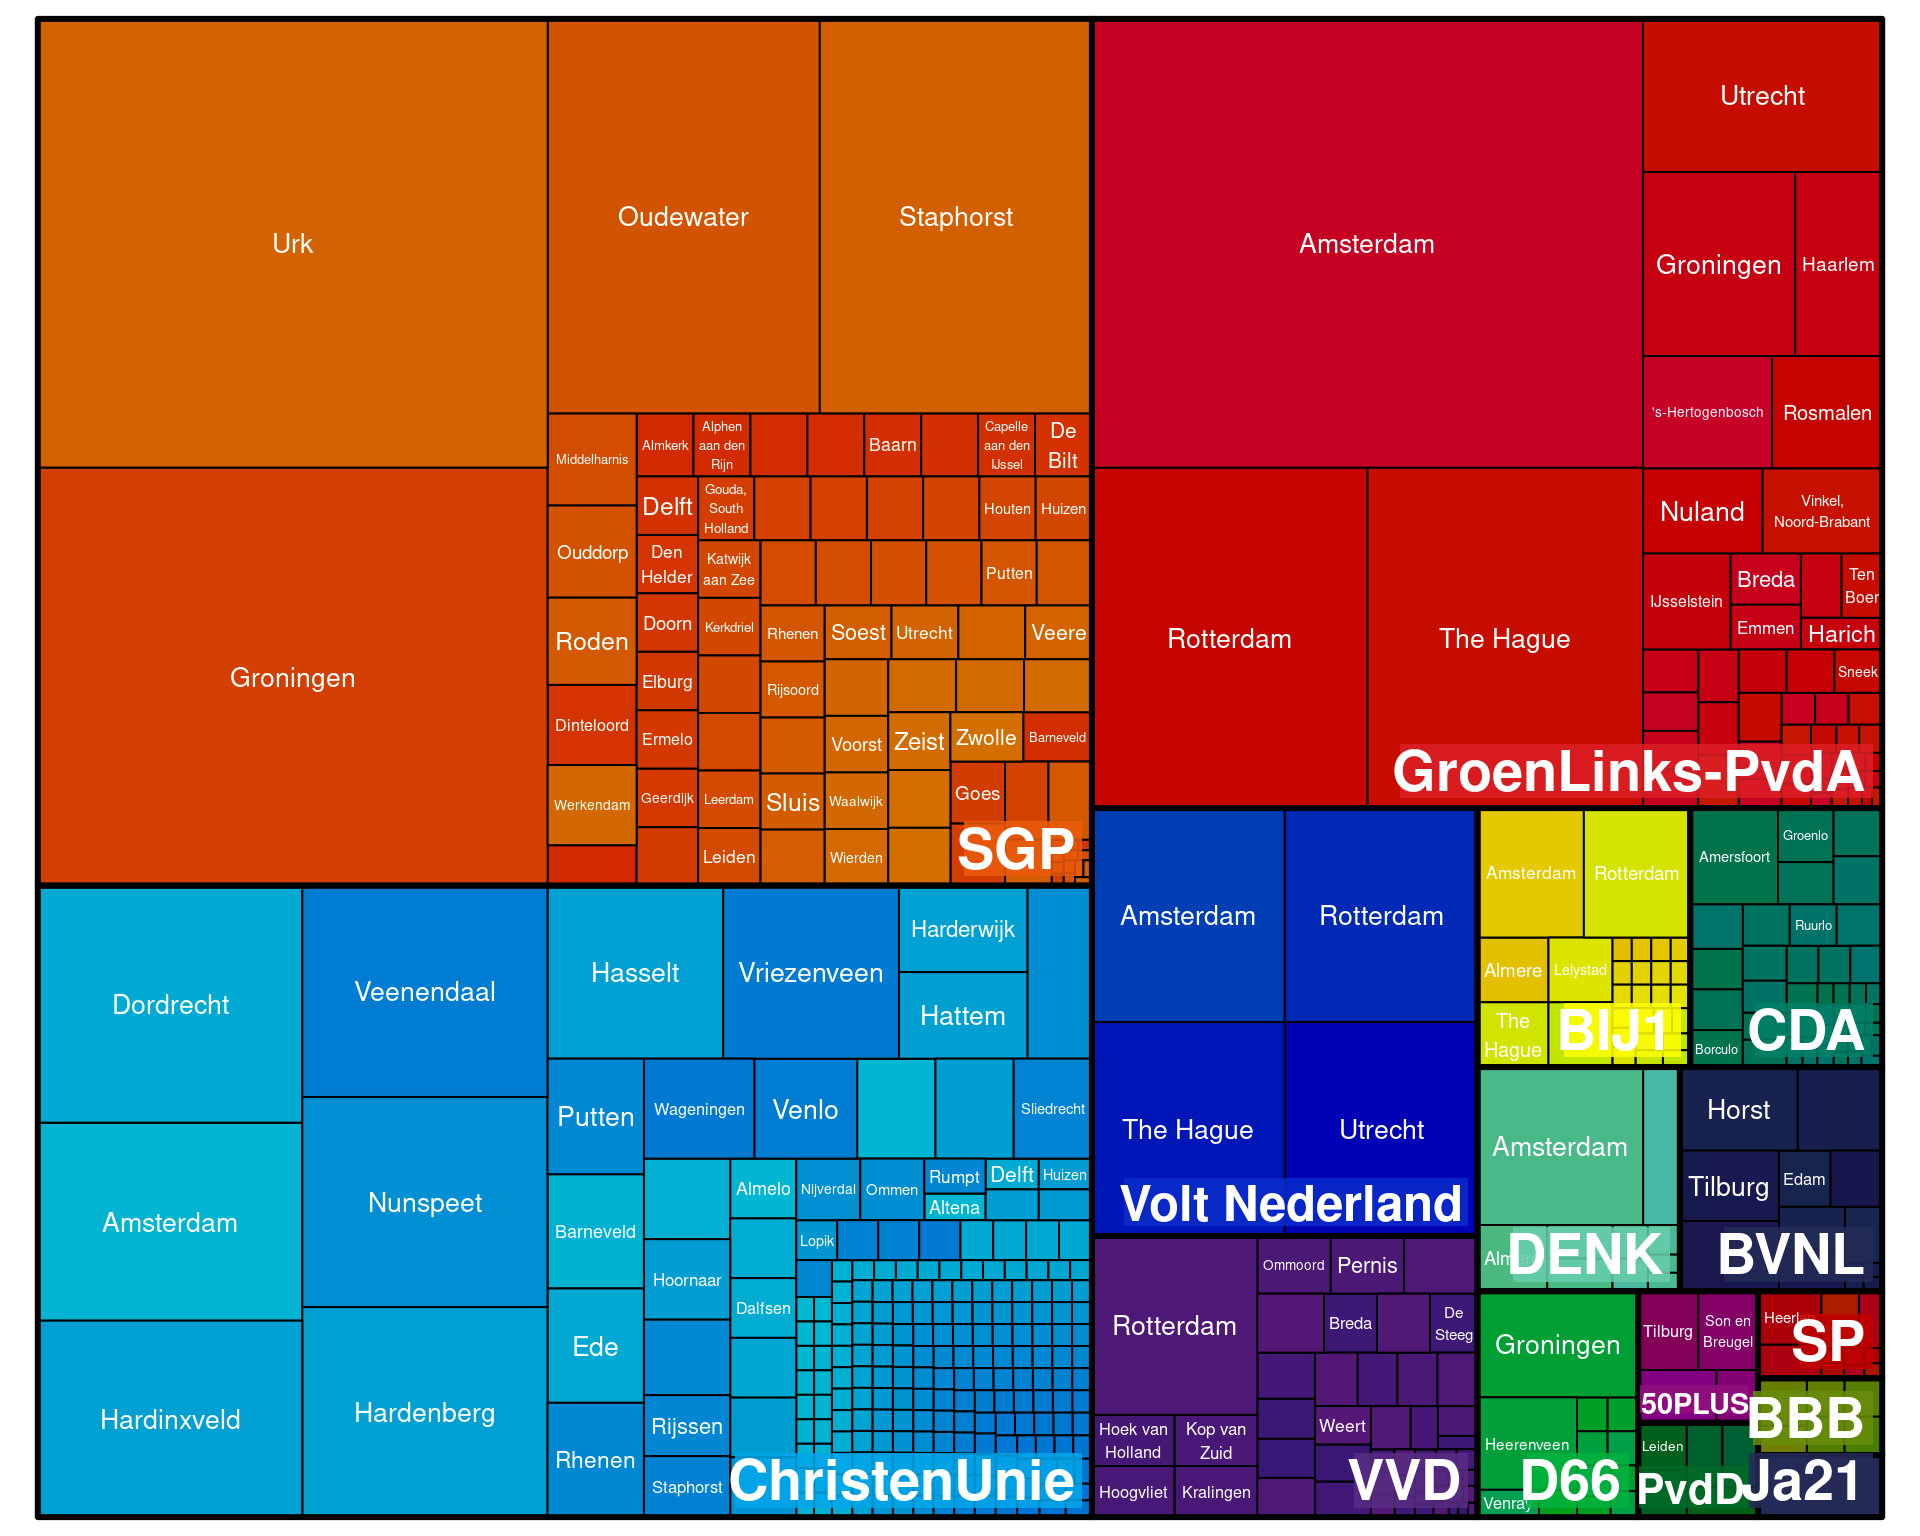 Urk
Oudewater
Staphorst
Groningen
Middelharnis
Almkerk
Alphen
aan den
Rijn
Baarn
Capelle
aan den
IJssel
De
Bilt
Delft
Gouda,
South
Holland
Houten
Huizen
Ouddorp
Den
Helder
Katwijk
aan Zee
Putten
Roden
Doorn
Kerkdriel
Rhenen
Soest
Utrecht
Veere
Elburg
Rijsoord
Dinteloord
Ermelo
Voorst
Zeist
Zwolle
Barneveld
Werkendam
Geerdijk
Leerdam
Sluis
Waalwijk
Goes
Leiden
Wierden
SGP
Amsterdam
Utrecht
Groningen
Haarlem
's-Hertogenbosch
Rosmalen
Rotterdam
The Hague
Nuland
Vinkel,
Noord-Brabant
IJsselstein
Breda
Ten
Boer
Emmen
Harich
Sneek
GroenLinks-PvdA
Dordrecht
Veenendaal
Hasselt
Vriezenveen
Harderwijk
Hattem
Amsterdam
Nunspeet
Putten
Wageningen
Venlo
Sliedrecht
Barneveld
Almelo
Nijverdal
Ommen
Rumpt
Delft
Huizen
Altena
Lopik
Hoornaar
Dalfsen
Ede
Hardinxveld
Hardenberg
Rijssen
Rhenen
Staphorst
ChristenUnie
Amsterdam
Rotterdam
The Hague
Utrecht
Volt Nederland
Amsterdam
Rotterdam
Almere
Lelystad
The
Hague
BIJ1
Amersfoort
Groenlo
Ruurlo
Borculo
CDA
Amsterdam
DENK
Horst
Tilburg
Edam
BVNL
Rotterdam
Ommoord
Pernis
Breda
De
Steeg
Hoek van
Holland
Kop van
Zuid
Weert
Hoogvliet
Kralingen
VVD
Groningen
Heerenveen
Venray
D66
Tilburg
Son en
Breugel
50PLUS
SP
BBB
Leiden
PvdD
Ja21